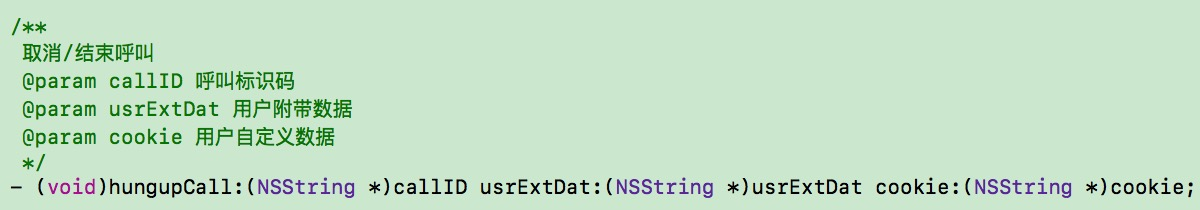 /**
取消/结束呼叫
@param callID 呼叫标识码
@param usrExtDat 用户附带数据
@param cookie 用户自定义数据
*/
- (void)hungupCall:(NSString *)callID usrExtDat:(NSString *)usrExtDat cookie:(NSString *)cookie;